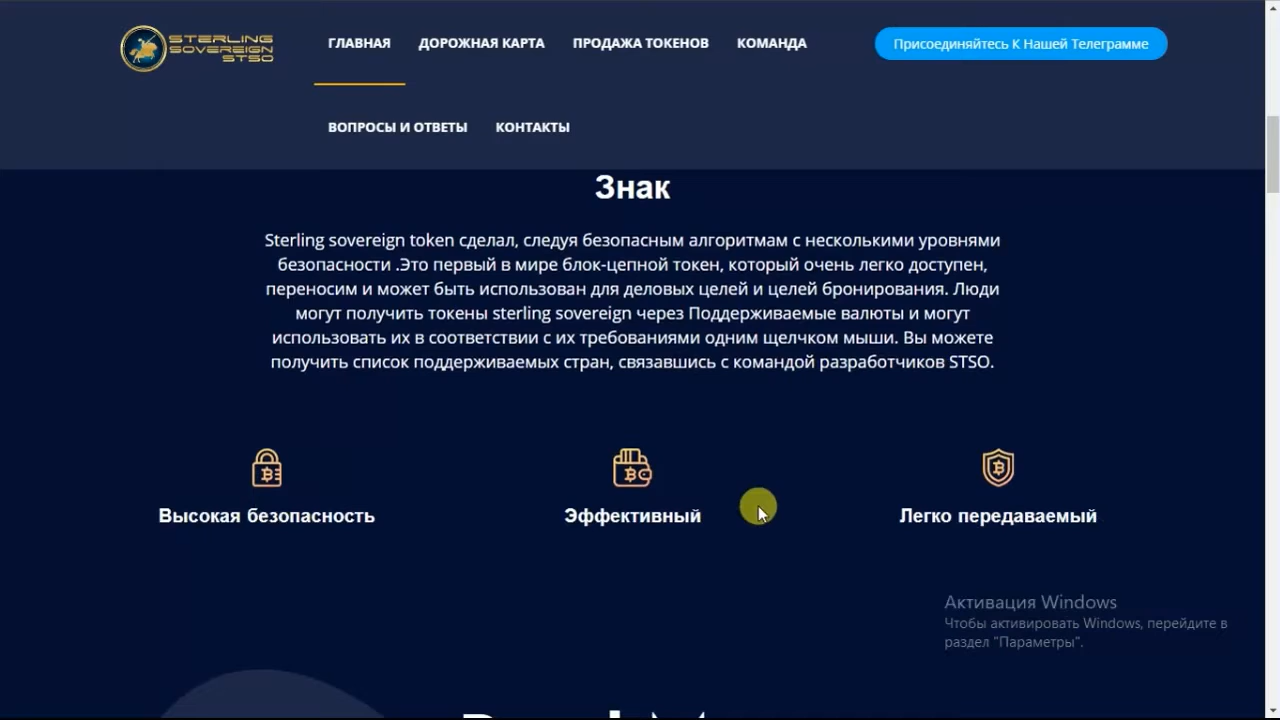 STERLING
SOVEREIGN
STSO
ГЛАВНАЯ
ДОРОЖНАЯ КАРТА
ПРОДАЖА ТОКЕНОВ
КОМАНДА
Присоединяйтесь К Нашей Телеграмме
ВОПРОСЫ И ОТВЕТЫ
КОНТАКТЫ
Знак
Sterling sovereign token сделал, следуя безопасным алгоритмам с несколькими уровнями
безопасности .Это первый в мире блок-цепной токен, который очень легко доступен,
переносим и может быть использован для деловых целей и целей бронирования. Люди
могут получить токены sterling sovereign через Поддерживаемые валюты и могут
использовать их в соответствии с их требованиями одним щелчком мыши. Вы можете
получить список поддерживаемых стран, связавшись с командой разработчиков STSO.
Высокая безопасность
Эффективный
Легко передаваемый
Активация Windows
Чтобы активировать Windows, перейдите в
раздел "Параметры".